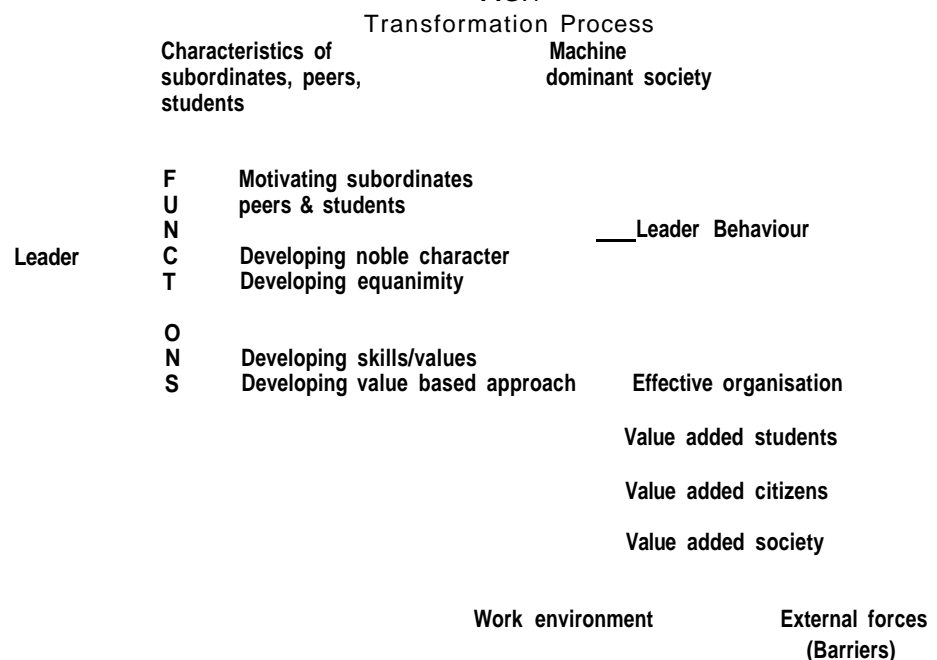 Transformation Process
Characteristics of
subordinates, peers,
students
Machine
dominant society
F
U
N
C
T
O
N
S
Leader
Motivating subordinates
peers & students
Developing noble character
Developing equanimity
Developing skills/values
Developing value based approach
Leader Behaviour
Effective organisation
Value added students
Value added citizens
Value added society
Work environment
External forces
(Barriers)